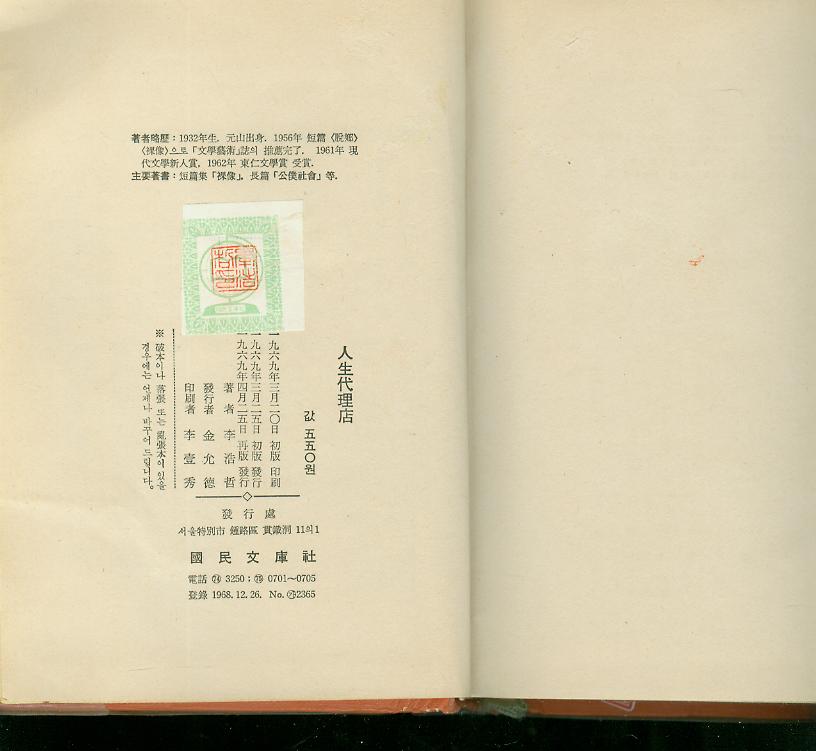 著者略歷：1932年生. 元山出身. 1956年 短篇〈脫鄕〉
〈裸像〉으로「文學藝術」誌의 推薦完了. 1961年 現
代文學新人賞, 1962年 東仁文學賞 受賞.
主要著書：短篇集「裸像」, 長篇「公僕社會」等.
人生代理店
값 五五〇원
一九六九年三月二〇日 初版 印刷
一九六九年三月二五日 初版 發行
一九六九年四月二五日 再版 發行
著者 李浩哲
發行者 金允德
印刷者 李壹秀
※ 破本이나 落張 또는 亂張本이 있을
경우에는 언제나 바꾸어 드립니다.
發行處
서울特別市 鍾路區 貫鐵洞 11의1
國民文庫社
電話 ㉔ 3250; ㊆ 0701～0705
登錄 1968.12.26. No. ㉮2365